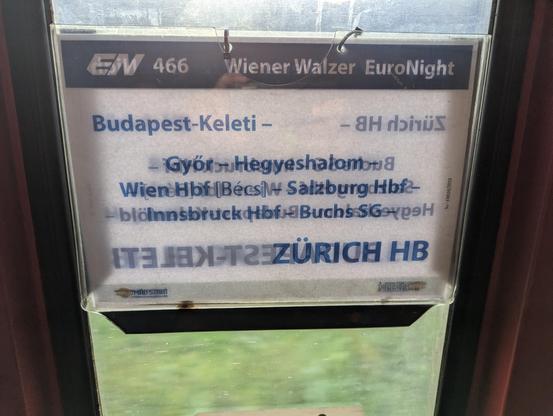 EN 466 Wiener Walzer EuroNight
Budapest-Keleti –
Győr – Hegyeshalom –
Wien Hbf [Bécs] – Salzburg Hbf –
Innsbruck Hbf – Buchs SG –
ZÜRICH HB